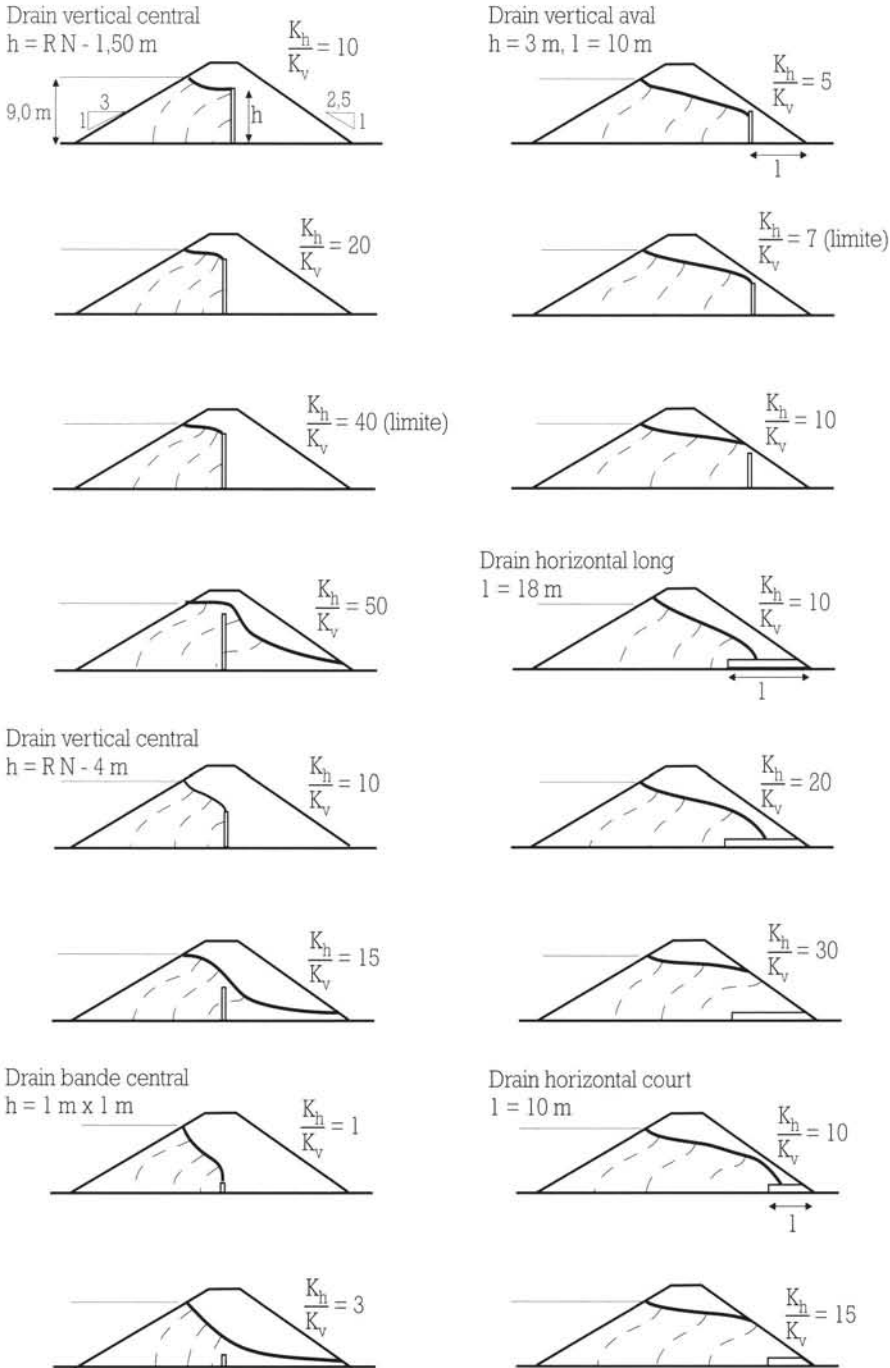 Drain vertical central
h = RN - 1,50 m
K_h/K_v = 10
9,0 m
3
1
h
2,5
1
K_h/K_v = 20
K_h/K_v = 40 (limite)
K_h/K_v = 50
Drain vertical central
h = RN - 4 m
K_h/K_v = 10
K_h/K_v = 15
Drain bande central
h = 1 m x 1 m
K_h/K_v = 1
K_h/K_v = 3
Drain vertical aval
h = 3 m, l = 10 m
K_h/K_v = 5
l
K_h/K_v = 7 (limite)
K_h/K_v = 10
Drain horizontal long
l = 18 m
K_h/K_v = 10
l
K_h/K_v = 20
K_h/K_v = 30
Drain horizontal court
l = 10 m
K_h/K_v = 10
l
K_h/K_v = 15